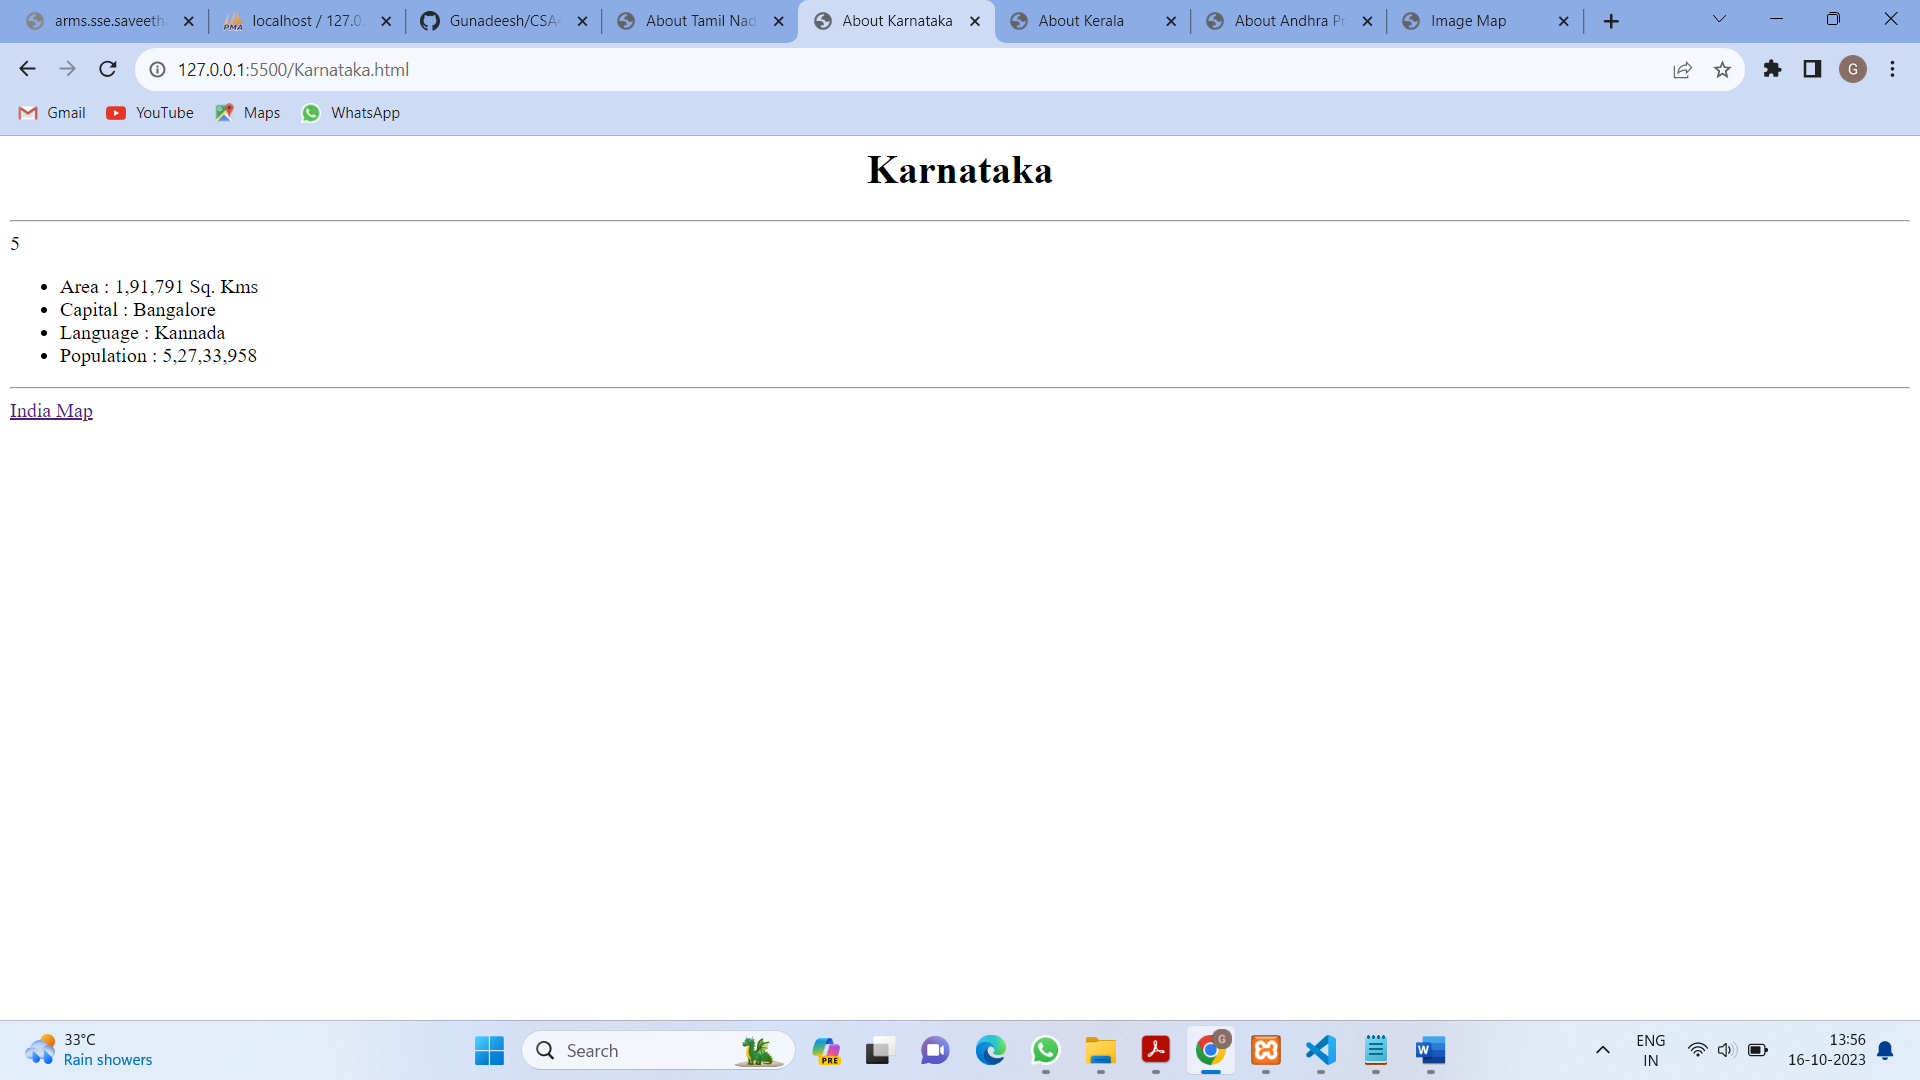 arms.sse.saveeth
localhost / 127.0.
Gunadeesh/CSA
About Tamil Nad
About Karnataka
About Kerala
About Andhra Pr
Image Map
127.0.0.1:5500/Karnataka.html
G
Gmail
YouTube
Maps
WhatsApp
Karnataka
5
Area : 1,91,791 Sq. Kms
Capital : Bangalore
Language : Kannada
Population : 5,27,33,958
India Map
33°C
Rain showers
Search
PRE
G
W
ENG
IN
13:56
16-10-2023